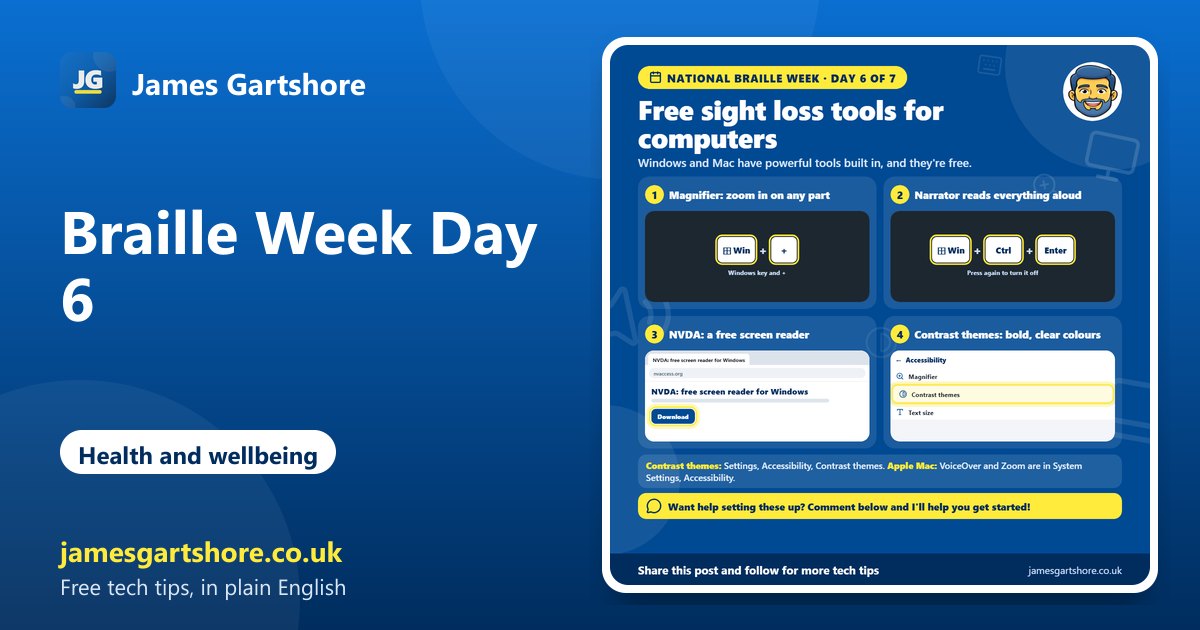 JG
James Gartshore
Braille Week Day
6
Health and wellbeing
jamesgartshore.co.uk
Free tech tips, in plain English
NATIONAL BRAILLE WEEK · DAY 6 OF 7
Free sight loss tools for
computers
Windows and Mac have powerful tools built in, and they're free.
1 Magnifier: zoom in on any part
Win + +
Windows key and +
2 Narrator reads everything aloud
Win + Ctrl + Enter
Press again to turn it off
3 NVDA: a free screen reader
NVDA: free screen reader for Windows
nvaccess.org
NVDA: free screen reader for Windows
Download
4 Contrast themes: bold, clear colours
← Accessibility
Magnifier
Contrast themes
Text size
Contrast themes: Settings, Accessibility, Contrast themes. Apple Mac: VoiceOver and Zoom are in System
Settings, Accessibility.
Want help setting these up? Comment below and I'll help you get started!
Share this post and follow for more tech tips
jamesgartshore.co.uk